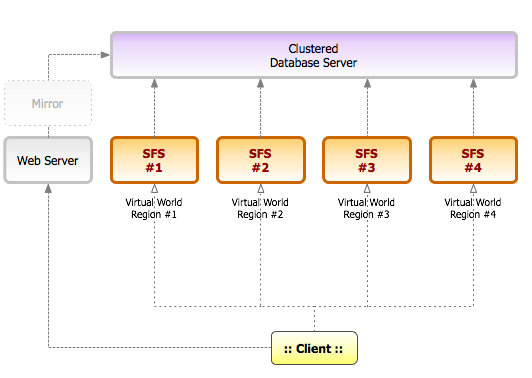 Clustered
Database Server
Mirror
Web Server
SFS
#1
SFS
#2
SFS
#3
SFS
#4
Virtual World
Region #1
Virtual World
Region #2
Virtual World
Region #3
Virtual World
Region #4
:: Client ::